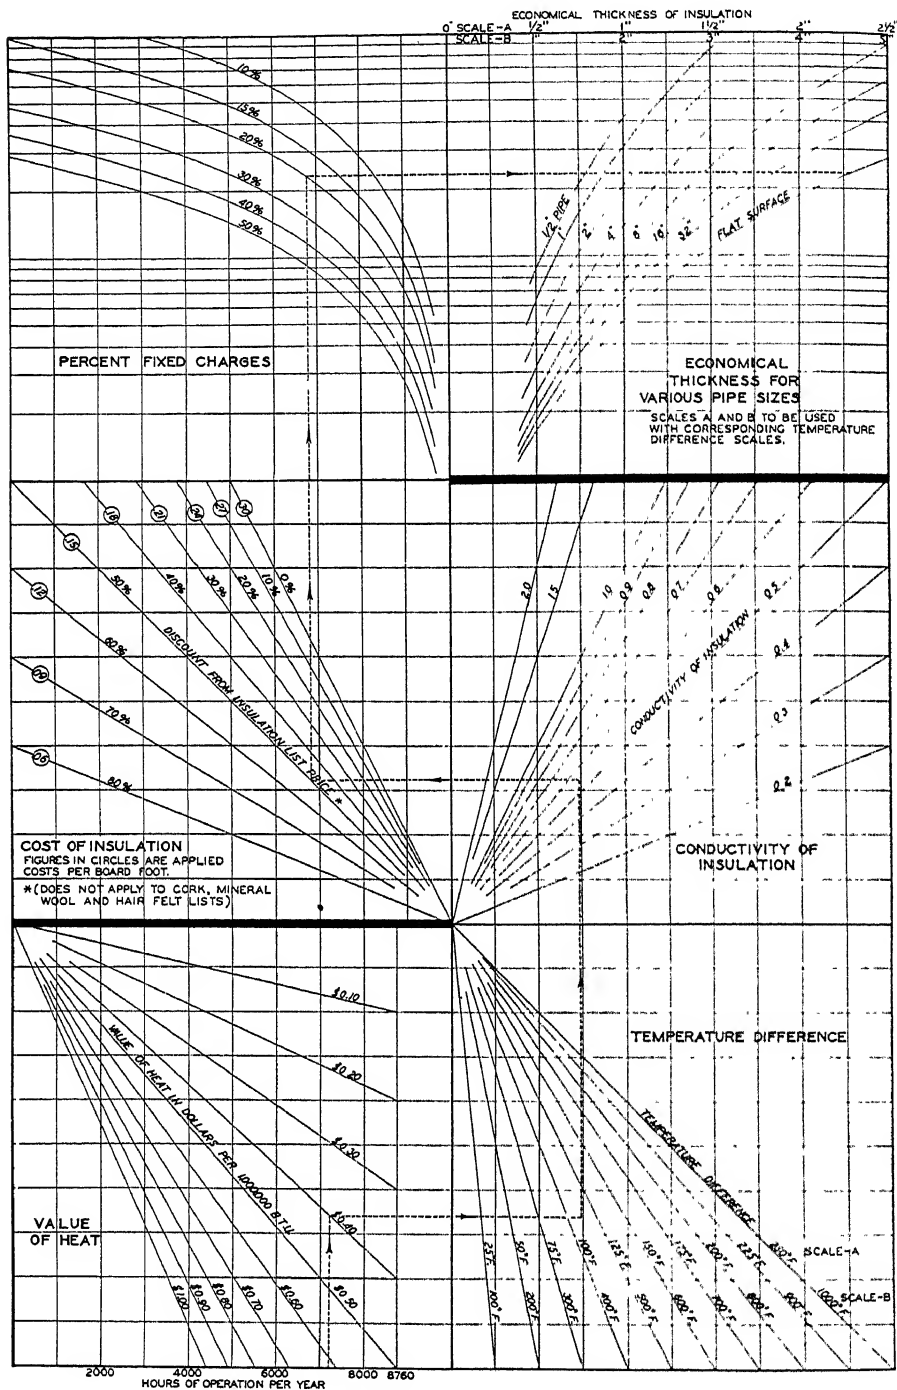 ECONOMICAL THICKNESS OF INSULATION
0" SCALE-A 1/2" 1" 1 1/2" 2" 2 1/2"
SCALE-B 1" 2" 3" 4" 5"
10%
15%
20%
30%
40%
50%
1/2" PIPE 1" 2" 4" 6" 10" 32" FLAT SURFACE
PERCENT FIXED CHARGES
ECONOMICAL
THICKNESS FOR
VARIOUS PIPE SIZES
SCALES A AND B TO BE USED
WITH CORRESPONDING TEMPERATURE
DIFFERENCE SCALES.
.06 .09 .12 .15 .18 .21 .24 .27 .30
80% 70% 60% 50% 40% 30% 20% 10% 0%
DISCOUNT FROM INSULATION LIST PRICE *
2.0 1.5 1.0 0.9 0.8 0.7 0.6 0.5 0.4 0.3 0.2
CONDUCTIVITY OF INSULATION
COST OF INSULATION
FIGURES IN CIRCLES ARE APPLIED
COSTS PER BOARD FOOT.
*(DOES NOT APPLY TO CORK, MINERAL
WOOL AND HAIR FELT LISTS)
CONDUCTIVITY OF
INSULATION
$0.10
$0.20
$0.30
$0.40
$0.50
$0.60
$0.70
$0.80
$0.90
$1.00
VALUE OF HEAT IN DOLLARS PER 1000000 B.T.U.
VALUE
OF HEAT
TEMPERATURE DIFFERENCE
TEMPERATURE DIFFERENCE
25°F. 50°F. 75°F. 100°F. 125°F. 150°F. 175°F. 200°F. 225°F. 250°F. SCALE-A
100°F. 200°F. 300°F. 400°F. 500°F. 600°F. 700°F. 800°F. 900°F. 1000°F. SCALE-B
2000 4000 6000 8000 8760
HOURS OF OPERATION PER YEAR